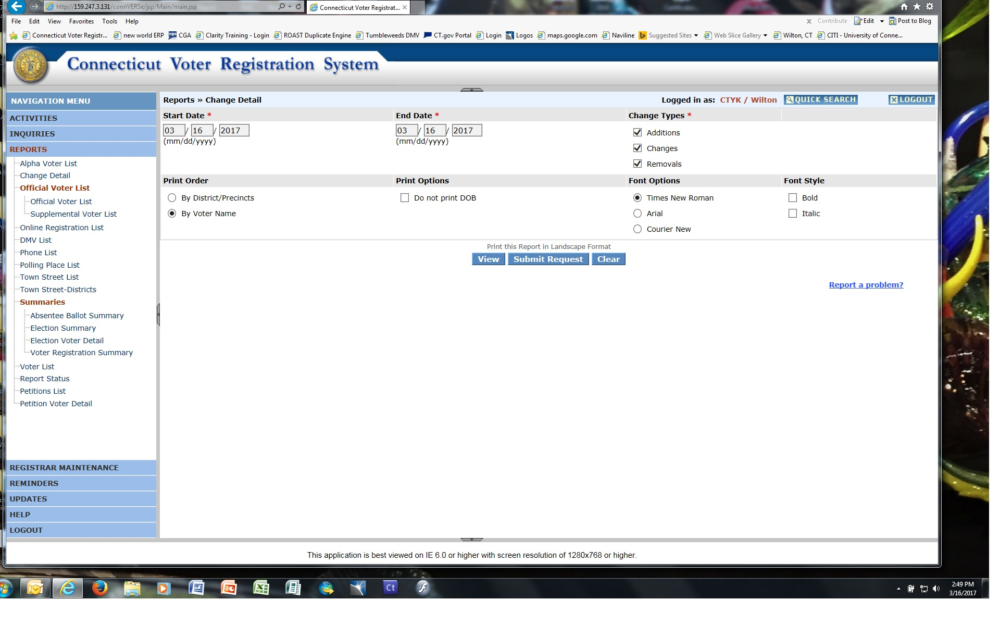 http://159.247.3.131/connVERSe/jsp/Main/main.jsp
Connecticut Voter Registrat...
File Edit View Favorites Tools Help
x Contribute Edit Post to Blog
Connecticut Voter Registr... new world ERP CGA Clarity Training - Login ROAST Duplicate Engine Tumbleweeds DMV CT.gov Portal Login Logos maps.google.com Naviline Suggested Sites Web Slice Gallery Wilton, CT CITI - University of Conne...
Connecticut Voter Registration System
NAVIGATION MENU
ACTIVITIES
INQUIRIES
REPORTS
Alpha Voter List
Change Detail
Official Voter List
Official Voter List
Supplemental Voter List
Online Registration List
DMV List
Phone List
Polling Place List
Town Street List
Town Street-Districts
Summaries
Absentee Ballot Summary
Election Summary
Election Voter Detail
Voter Registration Summary
Voter List
Report Status
Petitions List
Petition Voter Detail
REGISTRAR MAINTENANCE
REMINDERS
UPDATES
HELP
LOGOUT
Reports » Change Detail
Logged in as: CTYK / Wilton QUICK SEARCH LOGOUT
Start Date * End Date * Change Types *
03 / 16 / 2017 03 / 16 / 2017
(mm/dd/yyyy) (mm/dd/yyyy)
Additions
Changes
Removals
Print Order Print Options Font Options Font Style
By District/Precincts Do not print DOB Times New Roman Bold
By Voter Name Arial Italic
Courier New
Print this Report in Landscape Format
View Submit Request Clear
Report a problem?
This application is best viewed on IE 6.0 or higher with screen resolution of 1280x768 or higher.
Ct
2:49 PM
3/16/2017